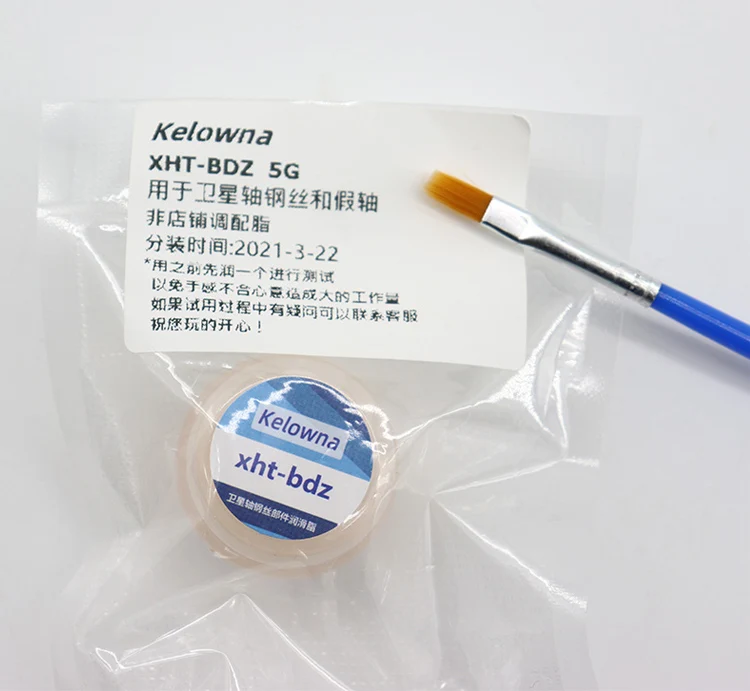 Kelowna
XHT-BDZ 5G
用于卫星轴钢丝和假轴
非店铺调配脂
分装时间:2021-3-22
*用之前先润一个进行测试
以免手感不合心意造成大的工作量
如果试用过程中有疑问可以联系客服
祝您玩的开心！
Kelowna
xht-bdz
卫星轴钢丝部件润滑脂